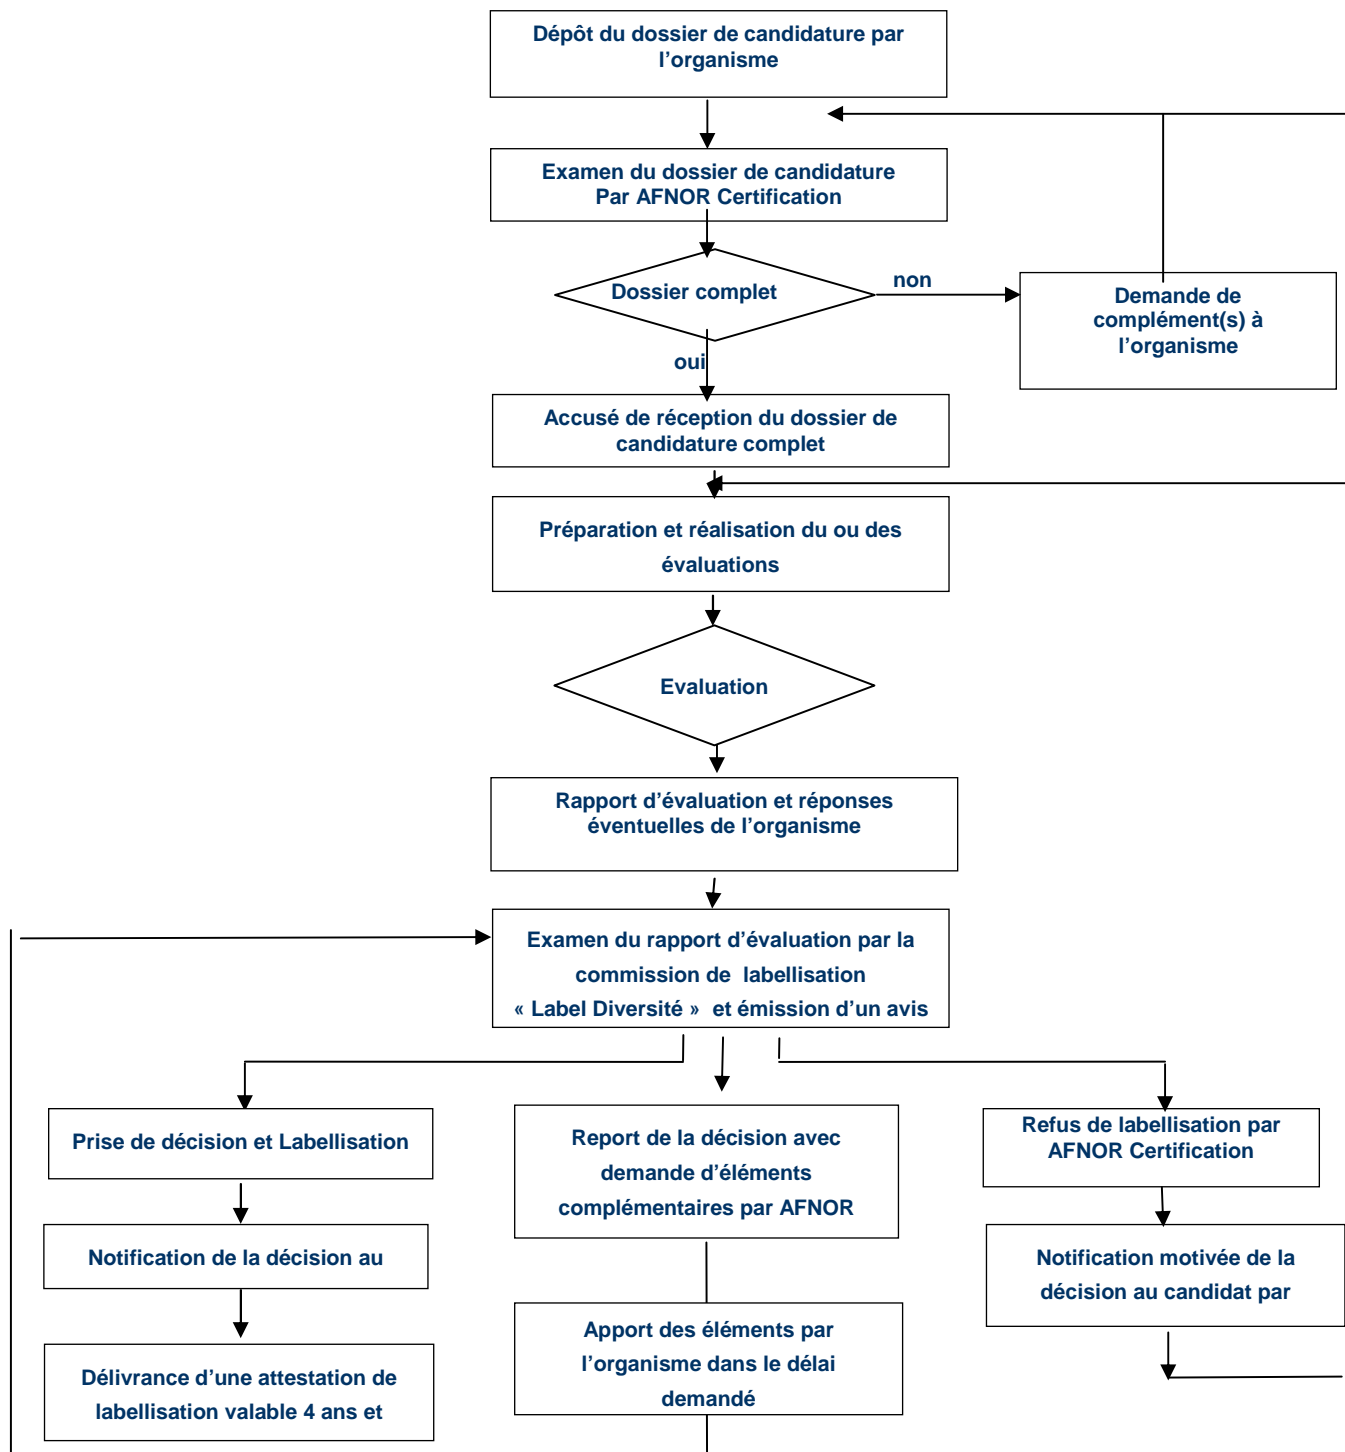 Dépôt du dossier de candidature par
l’organisme
Examen du dossier de candidature
Par AFNOR Certification
Dossier complet
non
Demande de
complément(s) à
l’organisme
oui
Accusé de réception du dossier de
candidature complet
Préparation et réalisation du ou des
évaluations
Evaluation
Rapport d’évaluation et réponses
éventuelles de l’organisme
Examen du rapport d’évaluation par la
commission de labellisation
« Label Diversité » et émission d’un avis
Prise de décision et Labellisation
Notification de la décision au
Délivrance d’une attestation de
labellisation valable 4 ans et
Report de la décision avec
demande d’éléments
complémentaires par AFNOR
Apport des éléments par
l’organisme dans le délai
demandé
Refus de labellisation par
AFNOR Certification
Notification motivée de la
décision au candidat par